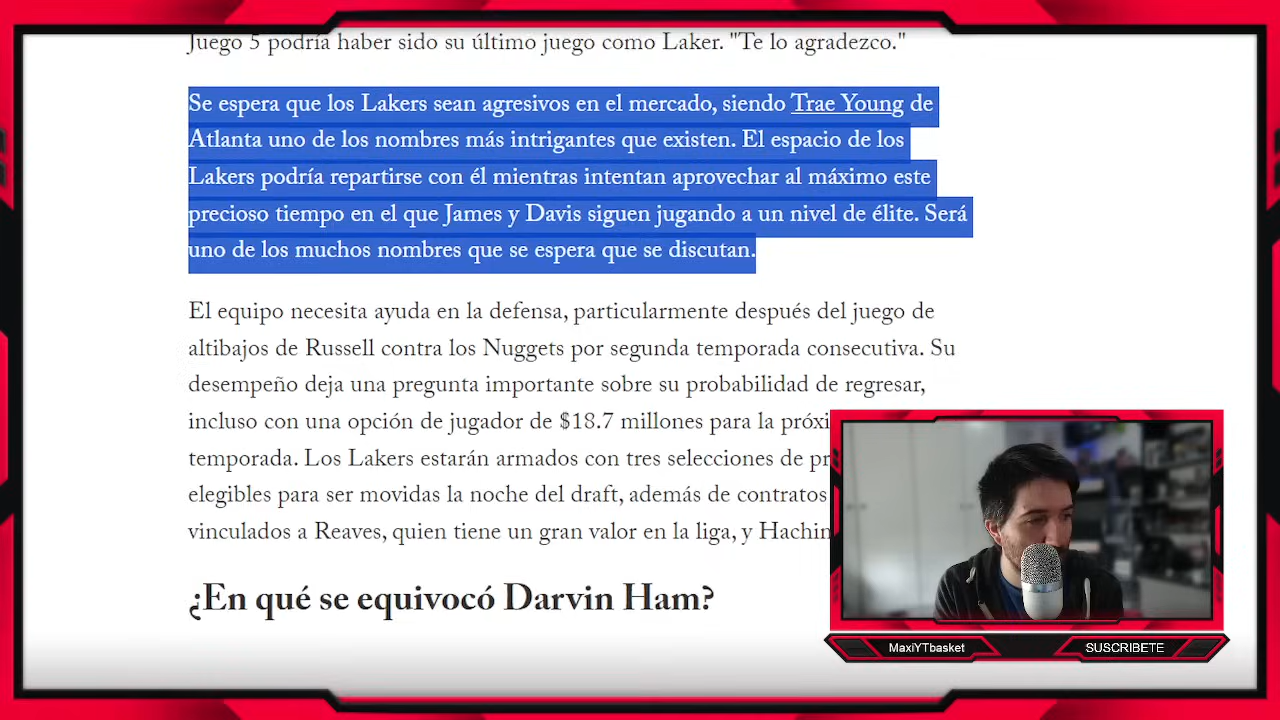 Juego 5 podría haber sido su último juego como Laker. "Te lo agradezco."
Se espera que los Lakers sean agresivos en el mercado, siendo Trae Young de
Atlanta uno de los nombres más intrigantes que existen. El espacio de los
Lakers podría repartirse con él mientras intentan aprovechar al máximo este
precioso tiempo en el que James y Davis siguen jugando a un nivel de élite. Será
uno de los muchos nombres que se espera que se discutan.
El equipo necesita ayuda en la defensa, particularmente después del juego de
altibajos de Russell contra los Nuggets por segunda temporada consecutiva. Su
desempeño deja una pregunta importante sobre su probabilidad de regresar,
incluso con una opción de jugador de $18.7 millones para la
temporada. Los Lakers estarán armados con tres selecciones de
elegibles para ser movidas la noche del draft, además de contratos
vinculados a Reaves, quien tiene un gran valor en la liga, y
¿En qué se equivocó Darvin Ham?
MaxiYTbasket
SUSCRIBETE